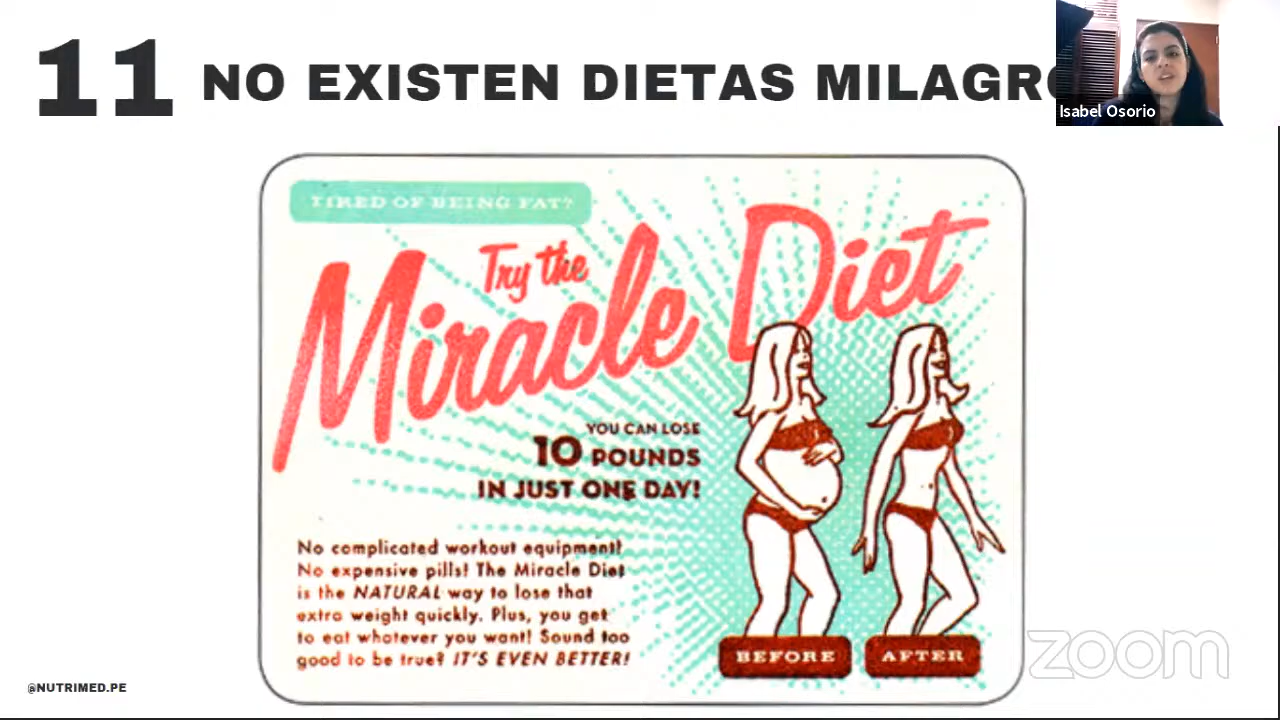 11 NO EXISTEN DIETAS MILAGRO
Isabel Osorio
TIRED OF BEING FAT?
Try the
Miracle Diet
YOU CAN LOSE
10 POUNDS
IN JUST ONE DAY!
No complicated workout equipment!
No expensive pills! The Miracle Diet
is the NATURAL way to lose that
extra weight quickly. Plus, you get
to eat whatever you want! Sound too
good to be true? IT'S EVEN BETTER!
BEFORE
AFTER
zoom
@NUTRIMED.PE